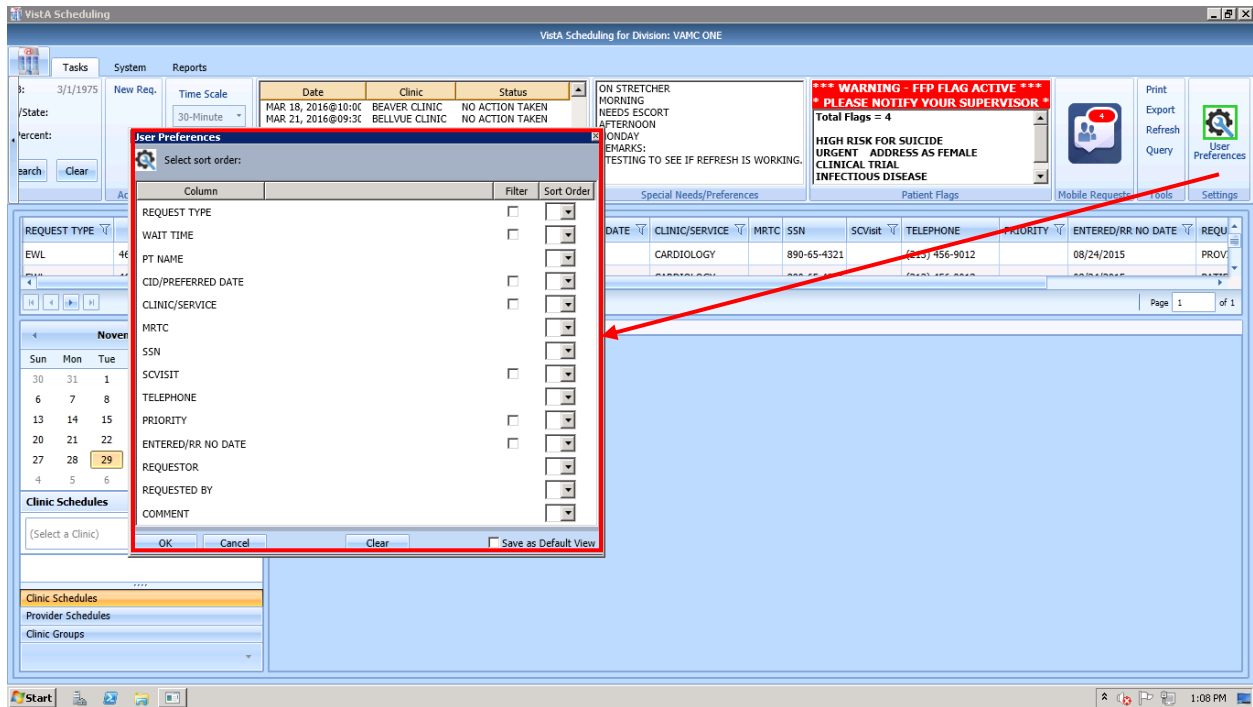 VistA Scheduling
VistA Scheduling for Division: VAMC ONE
Tasks System Reports
3/1/1975
/State:
Percent:
Clear
New Req.
Time Scale
30-Minute
Date Clinic Status
MAR 18, 2016@10:00 BEAVER CLINIC NO ACTION TAKEN
MAR 21, 2016@09:30 BELLVUE CLINIC NO ACTION TAKEN
ON STRETCHER
MORNING
NEEDS ESCORT
AFTERNOON
MONDAY
REMARKS:
TESTING TO SEE IF REFRESH IS WORKING.
Special Needs/Preferences
*** WARNING - FFP FLAG ACTIVE ***
* PLEASE NOTIFY YOUR SUPERVISOR *
Total Flags = 4
HIGH RISK FOR SUICIDE
URGENT ADDRESS AS FEMALE
CLINICAL TRIAL
INFECTIOUS DISEASE
Patient Flags
4
Mobile Requests
Print
Export
Refresh
Query
Tools
User
Preferences
Settings
User Preferences
Select sort order:
Column Filter Sort Order
REQUEST TYPE
WAIT TIME
PT NAME
CID/PREFERRED DATE
CLINIC/SERVICE
MRTC
SSN
SCVISIT
TELEPHONE
PRIORITY
ENTERED/RR NO DATE
REQUESTOR
REQUESTED BY
COMMENT
OK Cancel Clear Save as Default View
REQUEST TYPE DATE CLINIC/SERVICE MRTC SSN SCVisit TELEPHONE PRIORITY ENTERED/RR NO DATE REQU
EWL 46 CARDIOLOGY 890-65-4321 (213) 456-9012 08/24/2015 PROV
Page 1 of 1
Novem
Sun Mon Tue
30 31 1
6 7 8
13 14 15
20 21 22
27 28 29
4 5 6
Clinic Schedules
(Select a Clinic)
Clinic Schedules
Provider Schedules
Clinic Groups
Start 1:08 PM